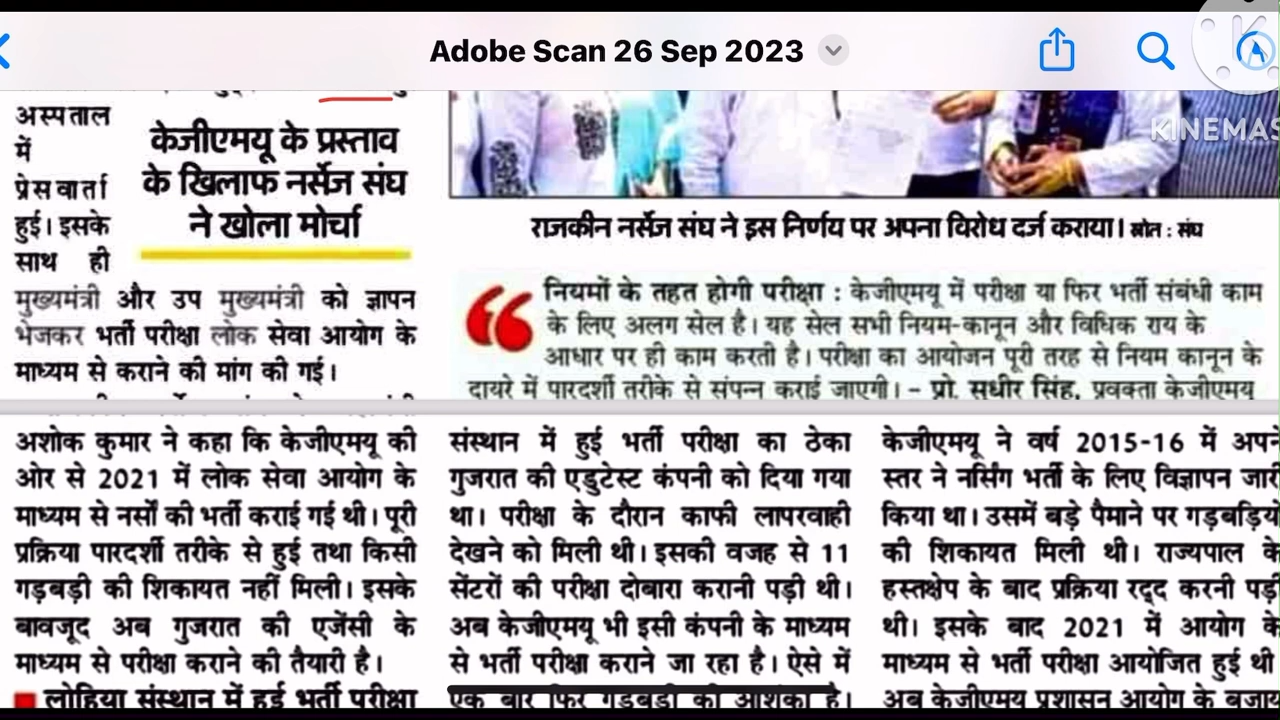 Adobe Scan 26 Sep 2023
KINEMAS
अस्पताल
में
प्रेसवार्ता
हुई। इसके
साथ ही
केजीएमयू के प्रस्ताव
के खिलाफ नर्सेज संघ
ने खोला मोर्चा
मुख्यमंत्री और उप मुख्यमंत्री को ज्ञापन
भेजकर भर्ती परीक्षा लोक सेवा आयोग के
माध्यम से कराने की मांग की गई।
राजकीन नर्सेज संघ ने इस निर्णय पर अपना विरोध दर्ज कराया। स्रोत : संघ
नियमों के तहत होगी परीक्षा : केजीएमयू में परीक्षा या फिर भर्ती संबंधी काम
के लिए अलग सेल है। यह सेल सभी नियम-कानून और विधिक राय के
आधार पर ही काम करती है। परीक्षा का आयोजन पूरी तरह से नियम कानून के
दायरे में पारदर्शी तरीके से संपन्न कराई जाएगी। – प्रो. सुधीर सिंह, प्रवक्ता केजीएमयू
अशोक कुमार ने कहा कि केजीएमयू की
ओर से 2021 में लोक सेवा आयोग के
माध्यम से नर्सों की भर्ती कराई गई थी। पूरी
प्रक्रिया पारदर्शी तरीके से हुई तथा किसी
गड़बड़ी की शिकायत नहीं मिली। इसके
बावजूद अब गुजरात की एजेंसी के
माध्यम से परीक्षा कराने की तैयारी है।
लोहिया संस्थान में हुई भर्ती परीक्षा
संस्थान में हुई भर्ती परीक्षा का ठेका
गुजरात की एडुटेस्ट कंपनी को दिया गया
था। परीक्षा के दौरान काफी लापरवाही
देखने को मिली थी। इसकी वजह से 11
सेंटरों की परीक्षा दोबारा करानी पड़ी थी।
अब केजीएमयू भी इसी कंपनी के माध्यम
से भर्ती परीक्षा कराने जा रहा है। ऐसे में
एक बार फिर गड़बड़ी की आशंका है।
केजीएमयू ने वर्ष 2015-16 में अपने
स्तर ने नर्सिंग भर्ती के लिए विज्ञापन जारी
किया था। उसमें बड़े पैमाने पर गड़बड़ियों
की शिकायत मिली थी। राज्यपाल के
हस्तक्षेप के बाद प्रक्रिया रद्द करनी पड़ी
थी। इसके बाद 2021 में आयोग के
माध्यम से भर्ती परीक्षा आयोजित हुई थी
अब केजीएमयू प्रशासन आयोग के बजाय